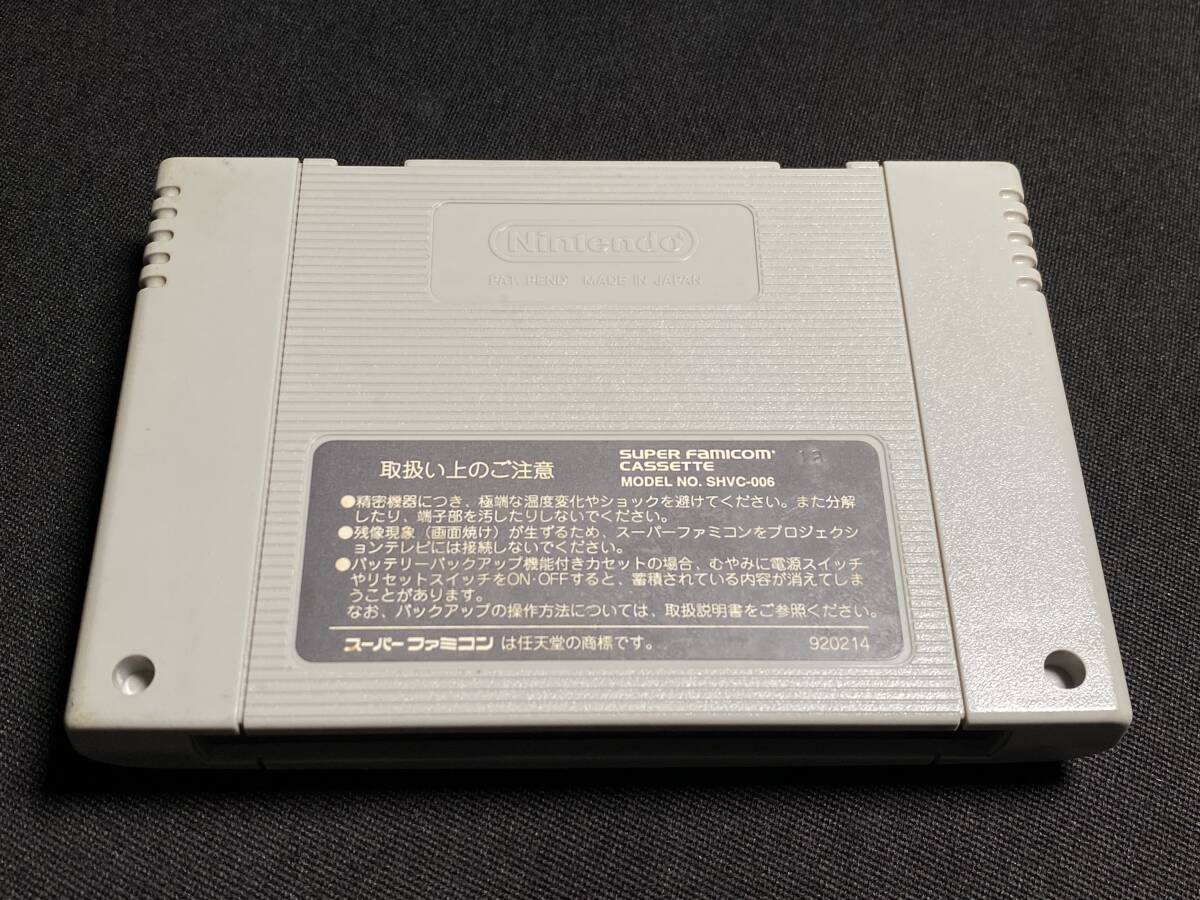 Nintendo
PAT. PEND. MADE IN JAPAN
取扱い上のご注意
SUPER FAMICOM
CASSETTE
MODEL NO. SHVC-006
13
●精密機器につき、極端な温度変化やショックを避けてください。また分解
したり、端子部を汚したりしないでください。
●残像現象（画面焼け）が生ずるため、スーパーファミコンをプロジェクシ
ョンテレビには接続しないでください。
●バッテリーバックアップ機能付きカセットの場合、むやみに電源スイッチ
やリセットスイッチをON・OFFすると、蓄積されている内容が消えてしま
うことがあります。
なお、バックアップの操作方法については、取扱説明書をご参照ください。
スーパーファミコン は任天堂の商標です。
920214